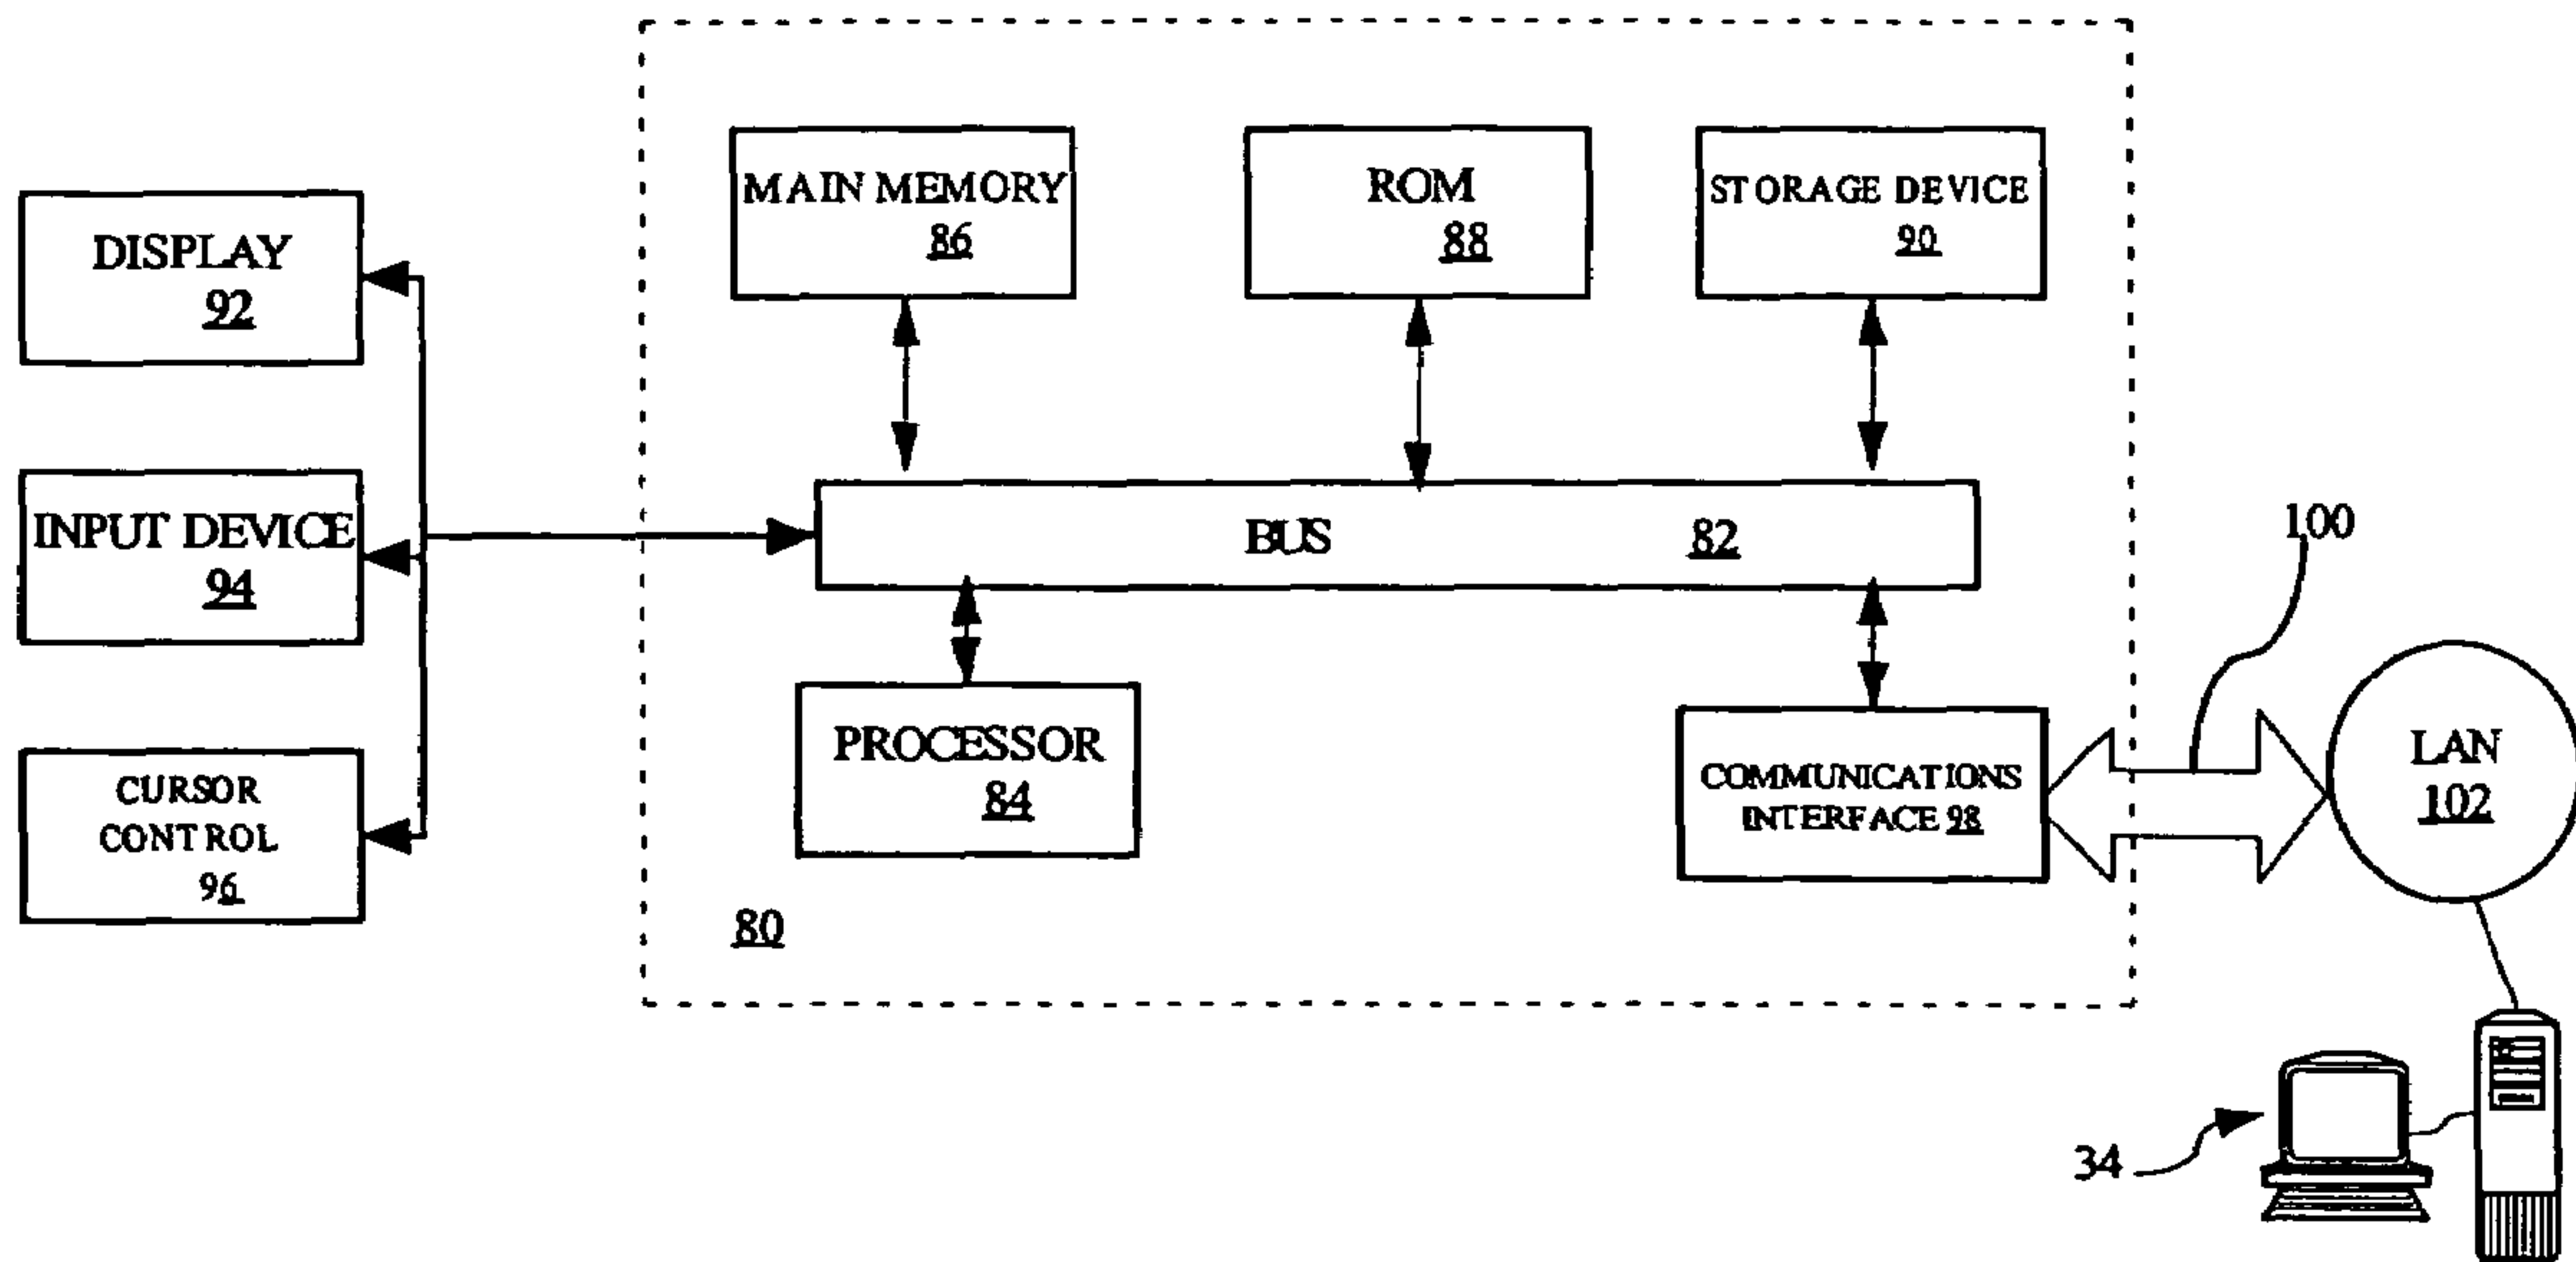 DISPLAY
92
INPUT DEVICE
94
CURSOR
CONTROL
96
MAIN MEMORY
86
ROM
88
STORAGE DEVICE
90
BUS 82
PROCESSOR
84
COMMUNICATIONS
INTERFACE 98
80
100
LAN
102
34